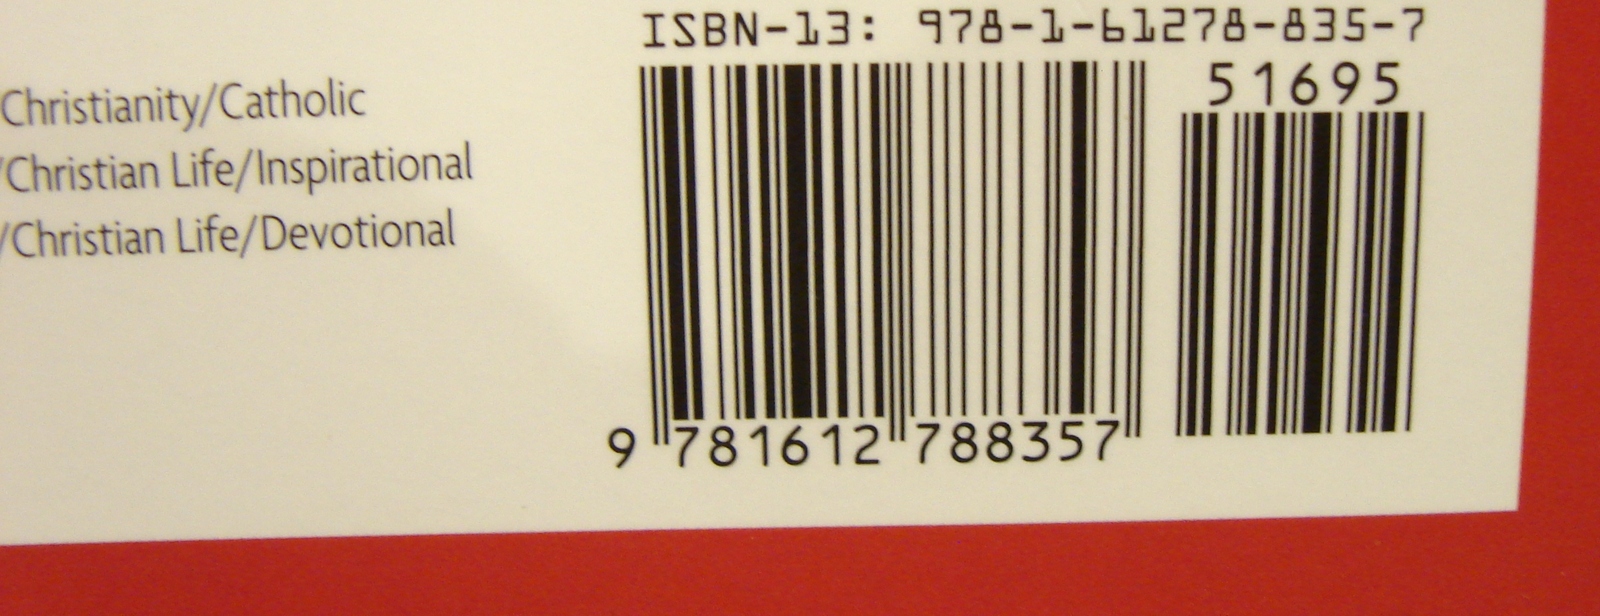 ISBN-13: 978-1-61278-835-7
51695
Christianity/Catholic
/Christian Life/Inspirational
/Christian Life/Devotional
9 781612 788357